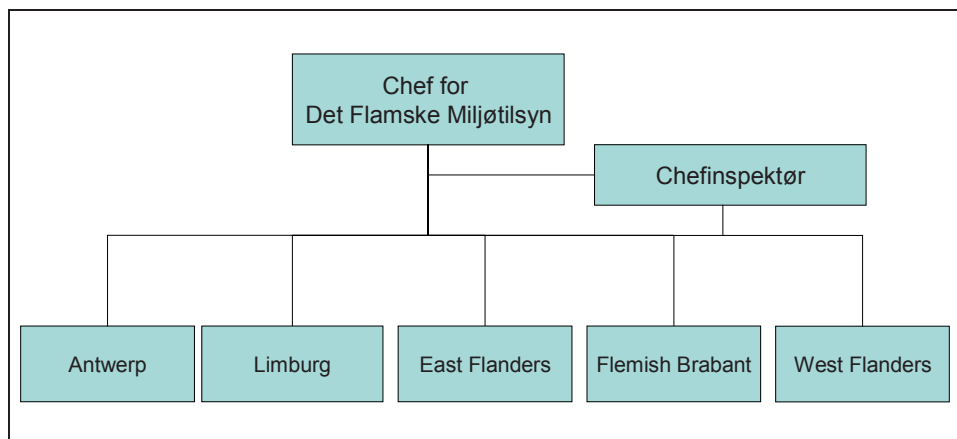 Chef for
Det Flamske Miljøtilsyn
Chefinspektør
Antwerp
Limburg
East Flanders
Flemish Brabant
West Flanders